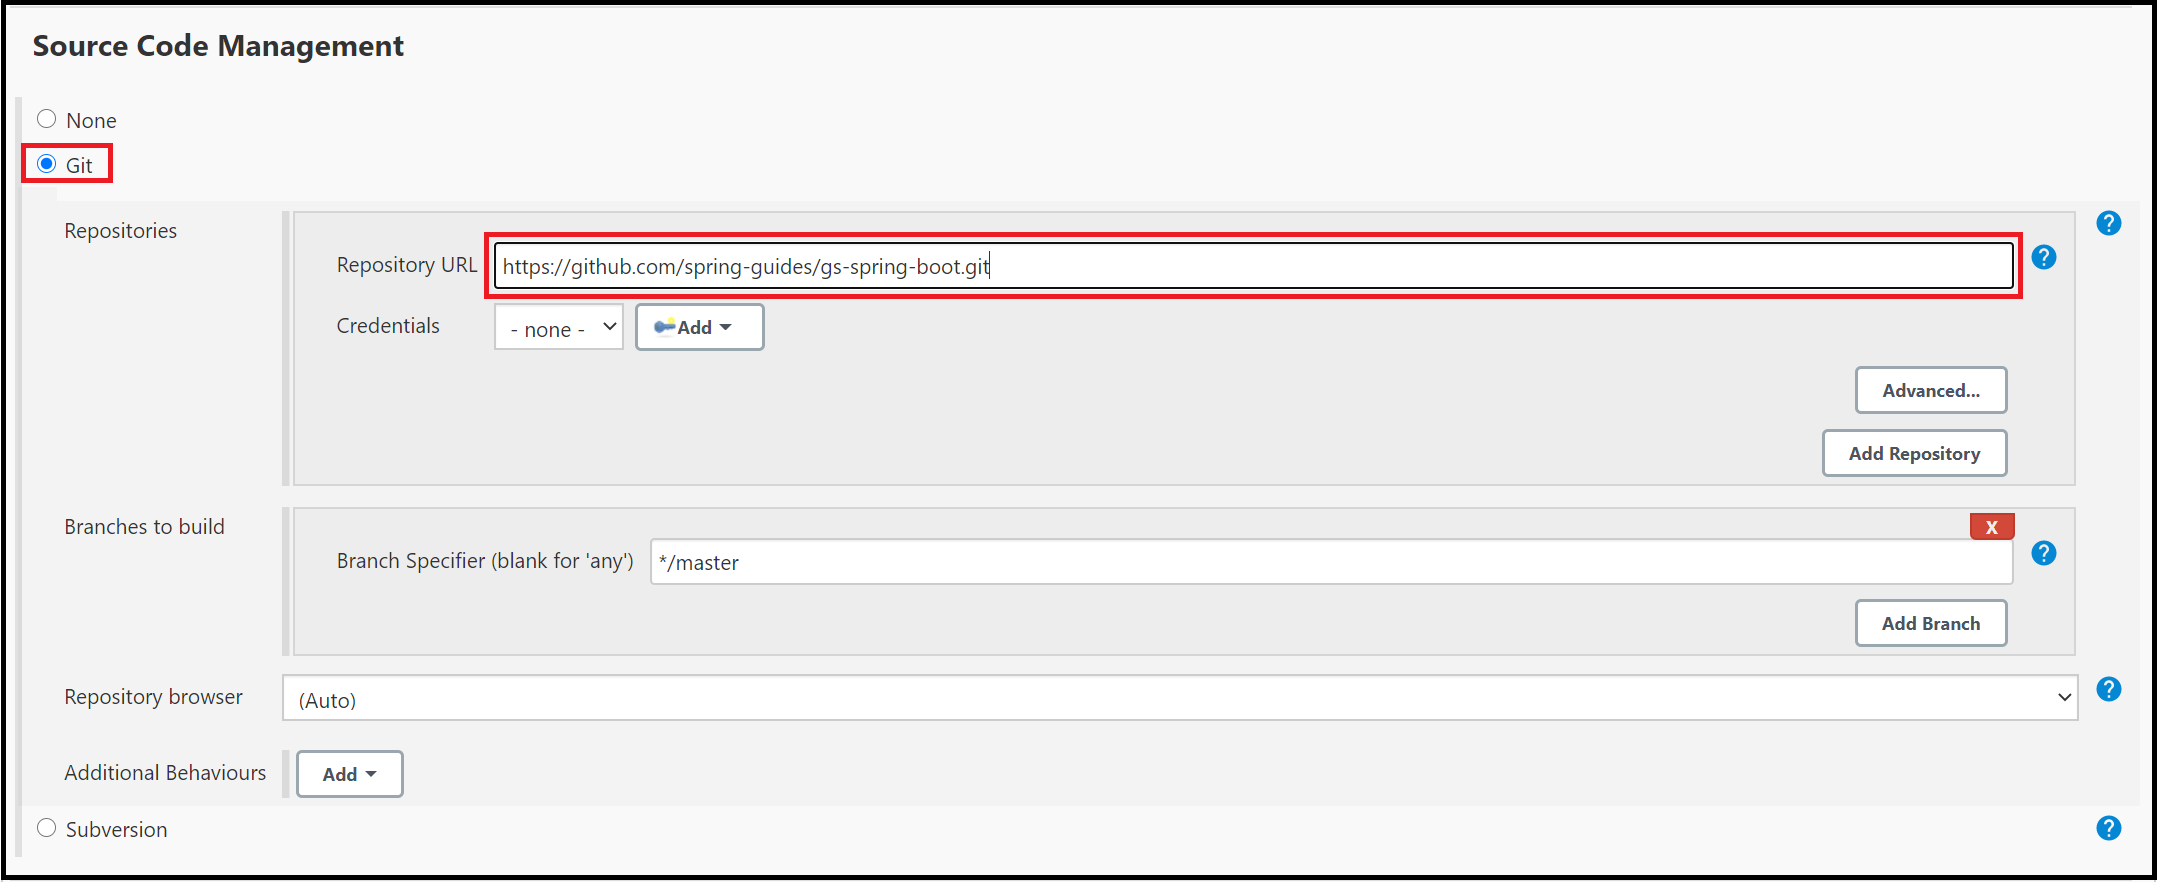 Source Code Management
None
Git
Repositories
Repository URL https://github.com/spring-guides/gs-spring-boot.git
Credentials - none - Add
Advanced...
Add Repository
Branches to build
X
Branch Specifier (blank for 'any') */master
Add Branch
Repository browser (Auto)
Additional Behaviours Add
Subversion